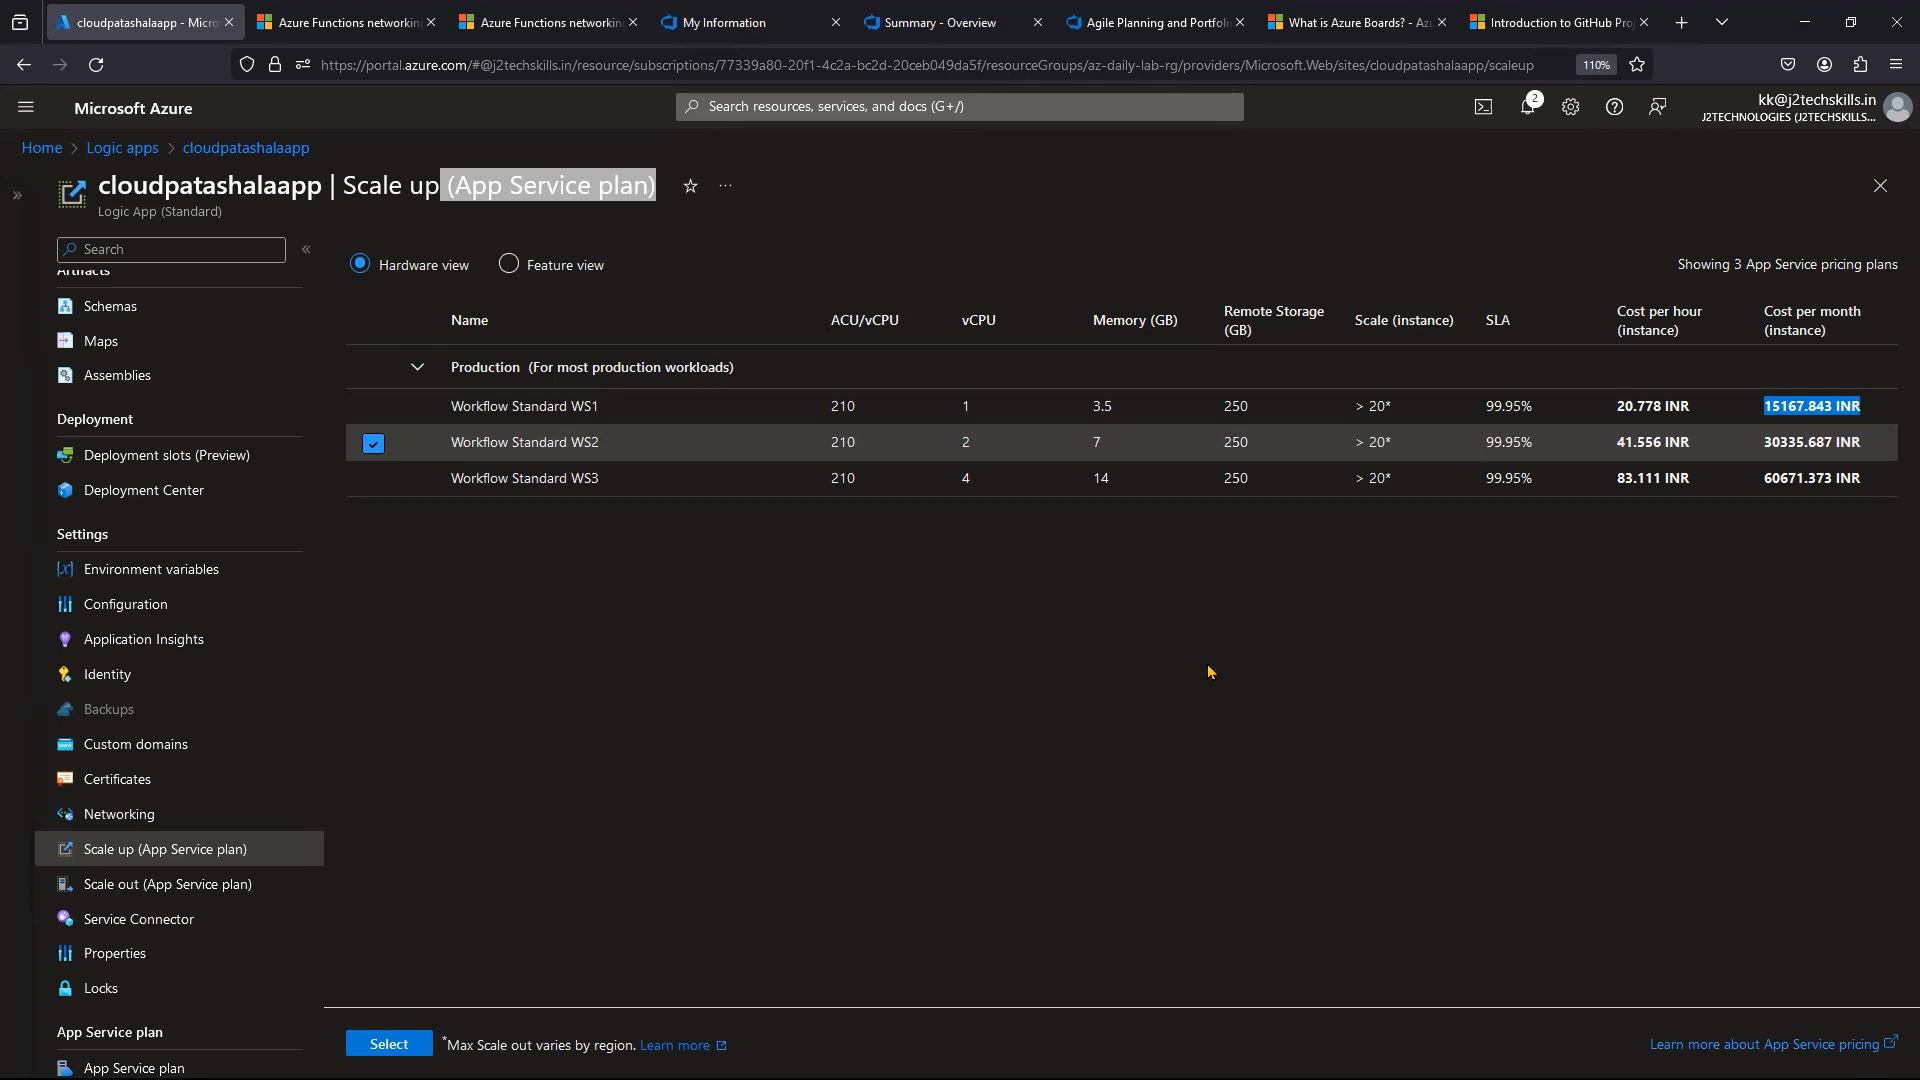 cloudpatashalaapp - Micro
Azure Functions networking
Azure Functions networking
My Information
Summary - Overview
Agile Planning and Portfoli
What is Azure Boards? - Az
Introduction to GitHub Pro
https://portal.azure.com/#@j2techskills.in/resource/subscriptions/77339a80-20f1-4c2a-bc2d-20ceb049da5f/resourceGroups/az-daily-lab-rg/providers/Microsoft.Web/sites/cloudpatashalaapp/scaleup
110%
Microsoft Azure
Search resources, services, and docs (G+/)
2
kk@j2techskills.in
J2TECHNOLOGIES (J2TECHSKILLS...
Home > Logic apps > cloudpatashalaapp
cloudpatashalaapp | Scale up (App Service plan)
Logic App (Standard)
Search
Artifacts
Schemas
Maps
Assemblies
Deployment
Deployment slots (Preview)
Deployment Center
Settings
Environment variables
Configuration
Application Insights
Identity
Backups
Custom domains
Certificates
Networking
Scale up (App Service plan)
Scale out (App Service plan)
Service Connector
Properties
Locks
App Service plan
App Service plan
Hardware view
Feature view
Showing 3 App Service pricing plans
Name ACU/vCPU vCPU Memory (GB) Remote Storage (GB) Scale (instance) SLA Cost per hour (instance) Cost per month (instance)
Production (For most production workloads)
Workflow Standard WS1 210 1 3.5 250 > 20* 99.95% 20.778 INR 15167.843 INR
Workflow Standard WS2 210 2 7 250 > 20* 99.95% 41.556 INR 30335.687 INR
Workflow Standard WS3 210 4 14 250 > 20* 99.95% 83.111 INR 60671.373 INR
Select
*Max Scale out varies by region. Learn more
Learn more about App Service pricing